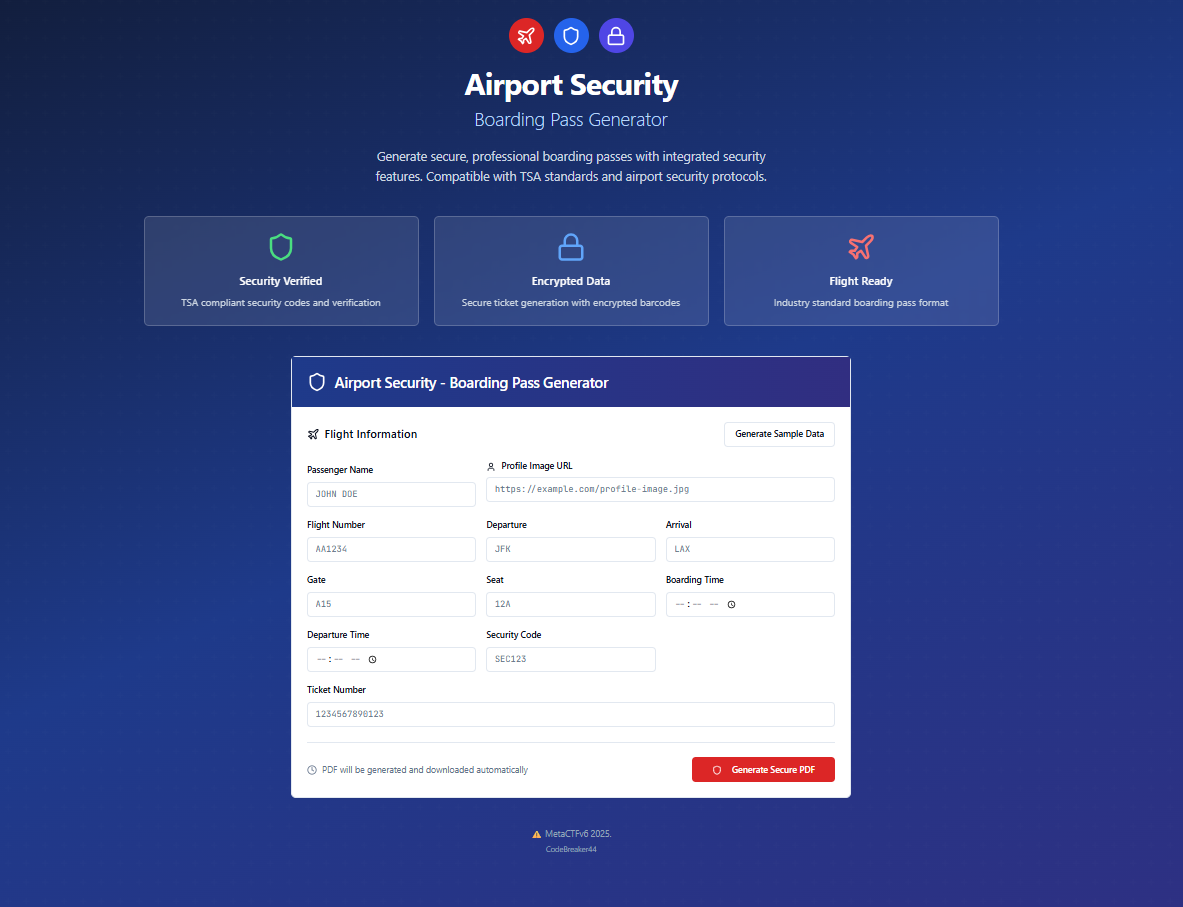 Airport Security
Boarding Pass Generator
Generate secure, professional boarding passes with integrated security
features. Compatible with TSA standards and airport security protocols.
Security Verified
TSA compliant security codes and verification
Encrypted Data
Secure ticket generation with encrypted barcodes
Flight Ready
Industry standard boarding pass format
Airport Security - Boarding Pass Generator
Flight Information
Generate Sample Data
Passenger Name
JOHN DOE
Profile Image URL
https://example.com/profile-image.jpg
Flight Number
AA1234
Departure
JFK
Arrival
LAX
Gate
A15
Seat
12A
Boarding Time
--:-- --
Departure Time
--:-- --
Security Code
SEC123
Ticket Number
1234567890123
PDF will be generated and downloaded automatically
Generate Secure PDF
MetaCTFv6 2025.
CodeBreaker44